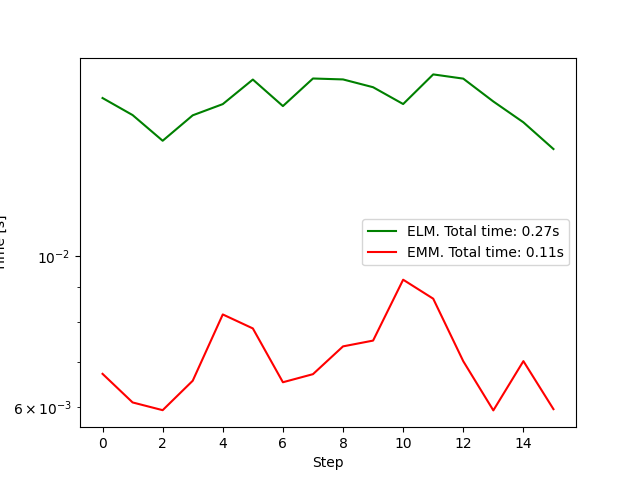 ELM. Total time: 0.27s
EMM. Total time: 0.11s
Time [s]
10⁻²
6 × 10⁻³
0 2 4 6 8 10 12 14
Step